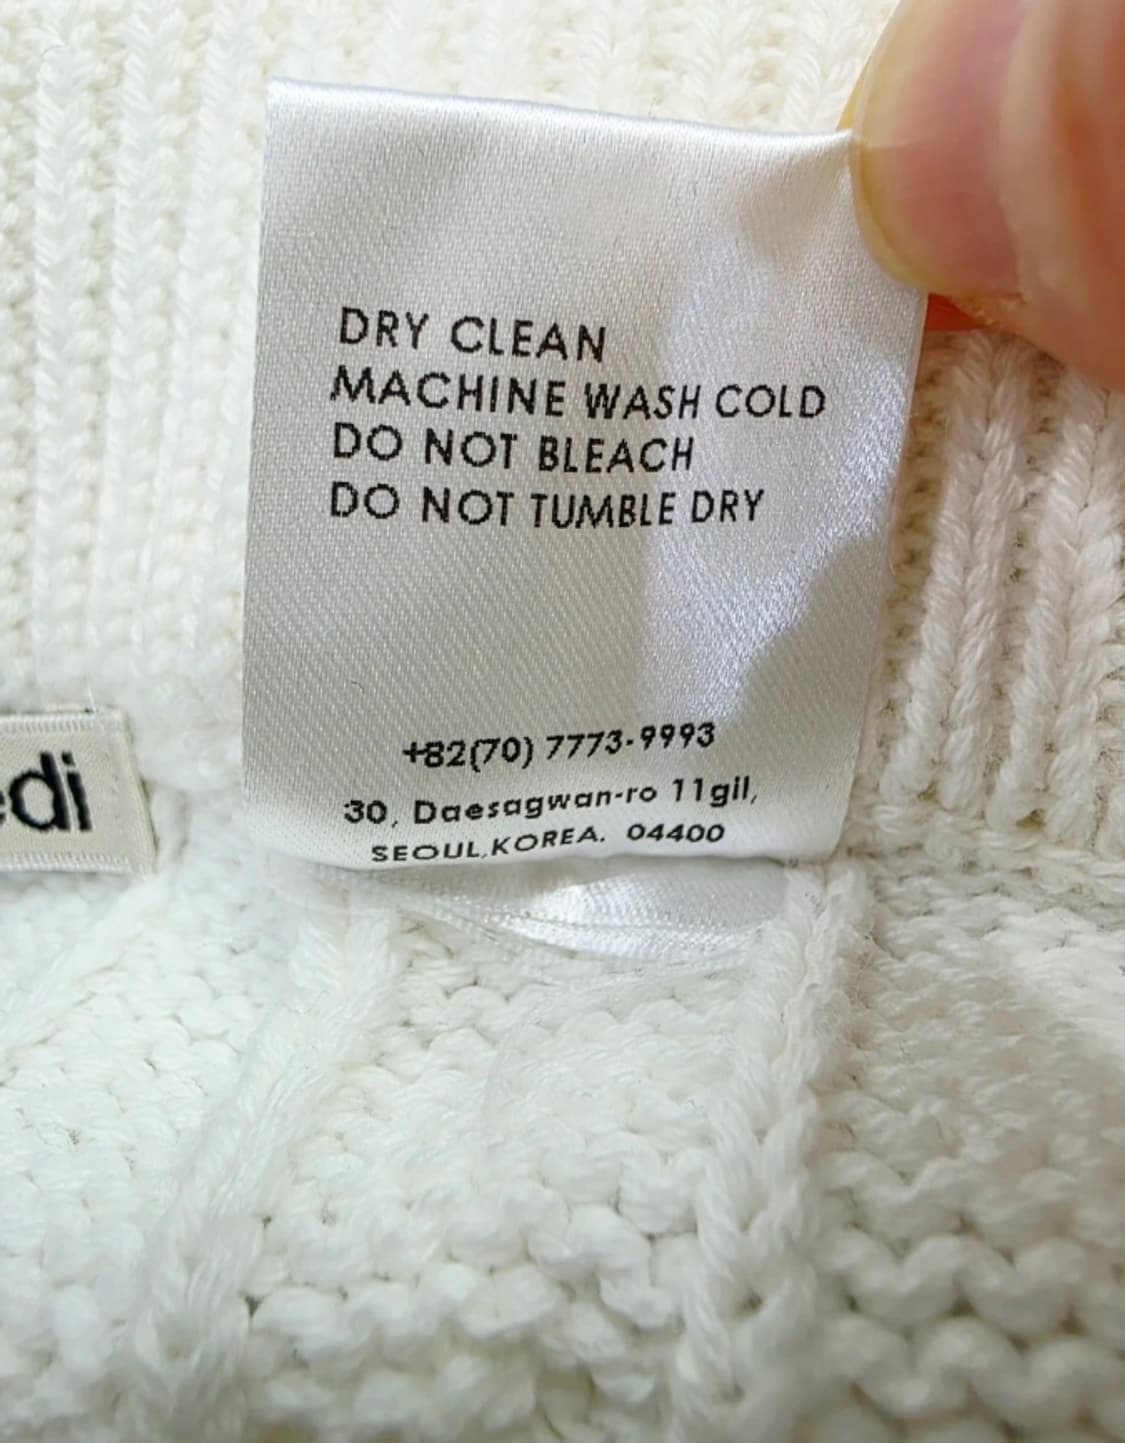 DRY CLEAN
MACHINE WASH COLD
DO NOT BLEACH
DO NOT TUMBLE DRY
+82(70) 7773-9993
30, Daesagwan-ro 11gil,
SEOUL,KOREA. 04400